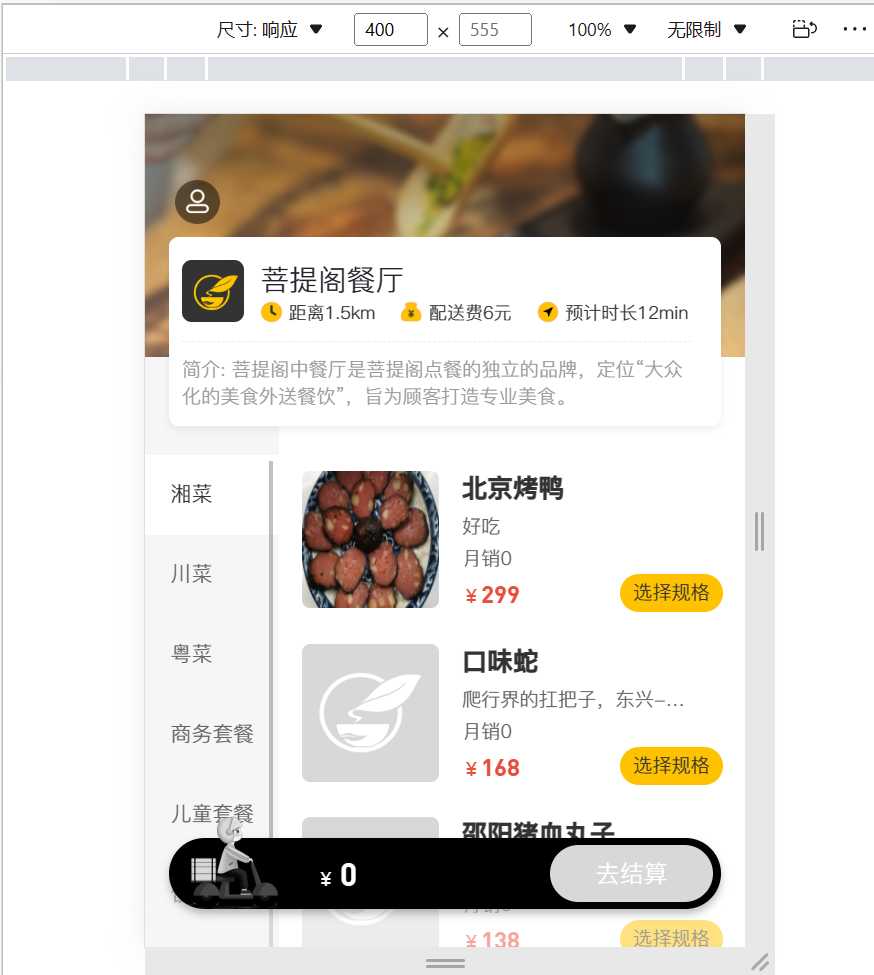 尺寸: 响应 400 × 555 100% 无限制
菩提阁餐厅
距离1.5km 配送费6元 预计时长12min
简介: 菩提阁中餐厅是菩提阁点餐的独立的品牌，定位“大众
化的美食外送餐饮”，旨为顾客打造专业美食。
湘菜
川菜
粤菜
商务套餐
儿童套餐
北京烤鸭
好吃
月销0
¥299
选择规格
口味蛇
爬行界的扛把子，东兴-...
月销0
¥168
选择规格
邵阳猪血丸子
月销0
¥138
选择规格
¥ 0
去结算